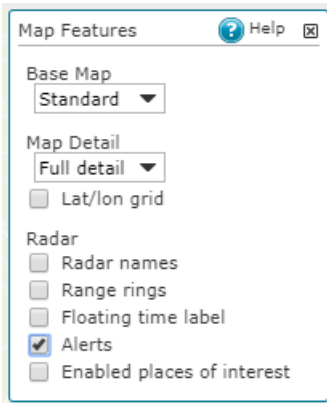 Map Features ? Help
Base Map
Standard
Map Detail
Full detail
Lat/lon grid
Radar
Radar names
Range rings
Floating time label
Alerts
Enabled places of interest